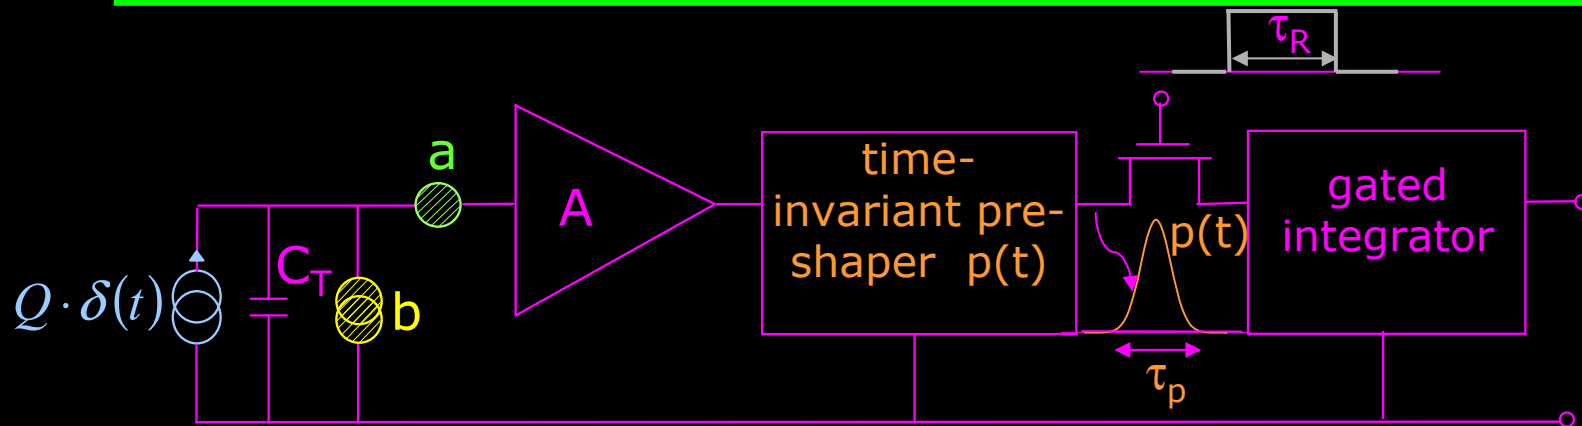 τR
a
A
time-
invariant pre-
shaper p(t)
p(t)
gated
integrator
CT
Q · δ(t)
b
τp